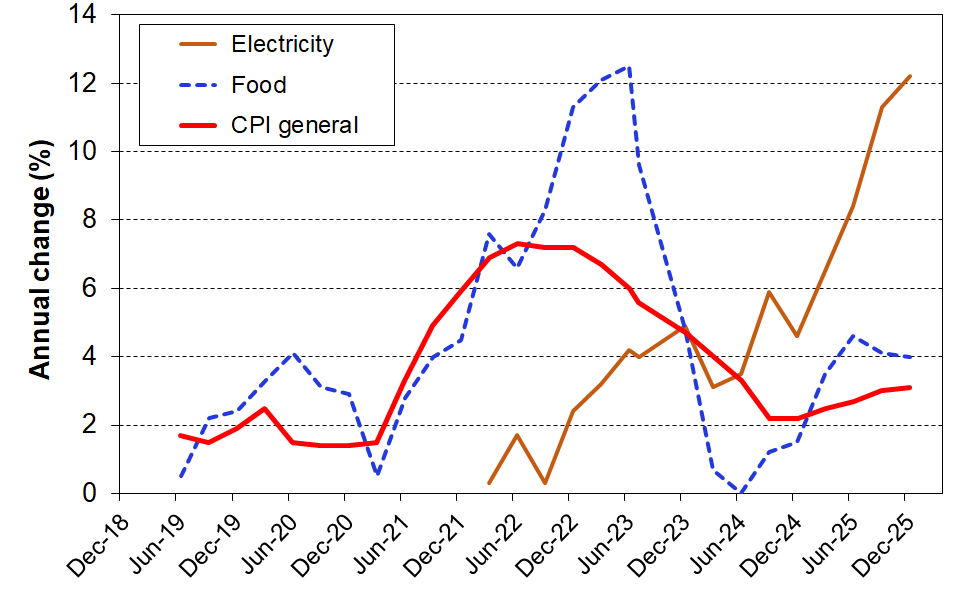 14
12
10
8
6
4
2
0
Annual change (%)
Electricity
Food
CPI general
Dec-18
Jun-19
Dec-19
Jun-20
Dec-20
Jun-21
Dec-21
Jun-22
Dec-22
Jun-23
Dec-23
Jun-24
Dec-24
Jun-25
Dec-25